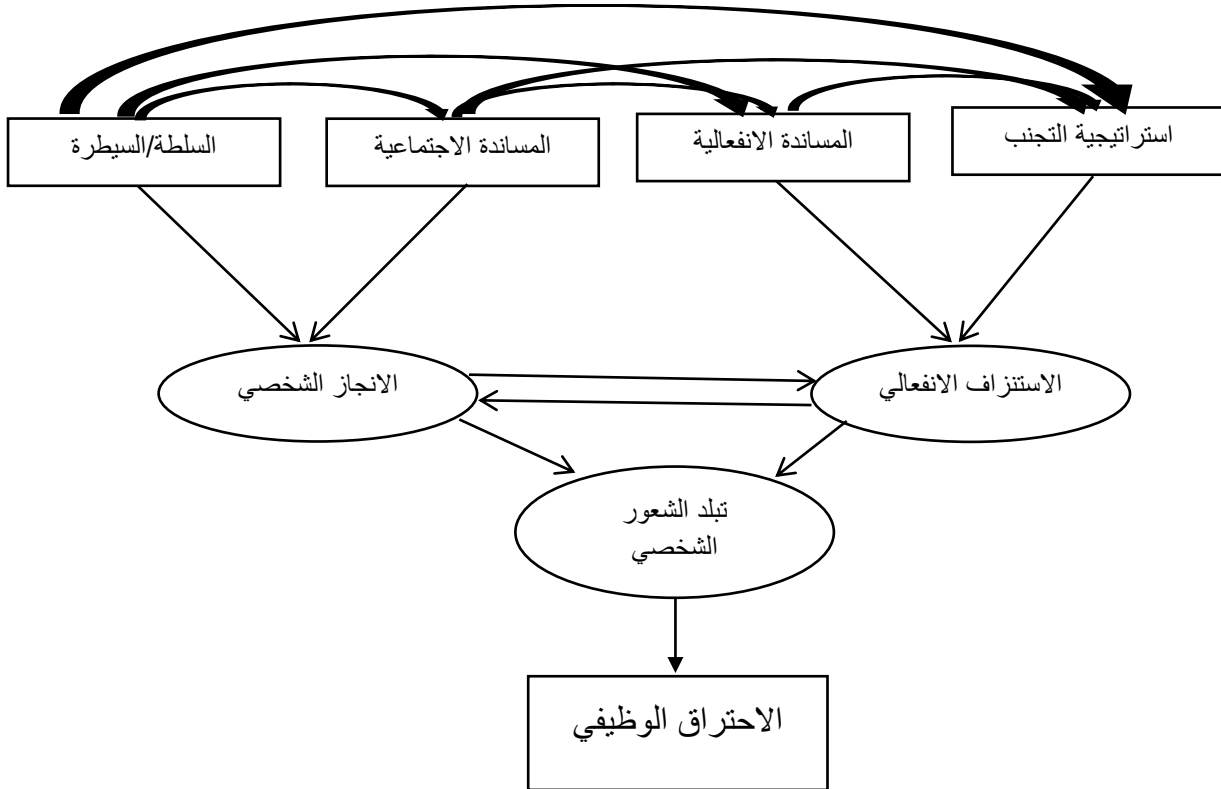 استراتيجية التجنب
المساندة الانفعالية
المساندة الاجتماعية
السلطة/السيطرة
الاستنزاف الانفعالي
الانجاز الشخصي
تبلد الشعور
الشخصي
الاحتراق الوظيفي